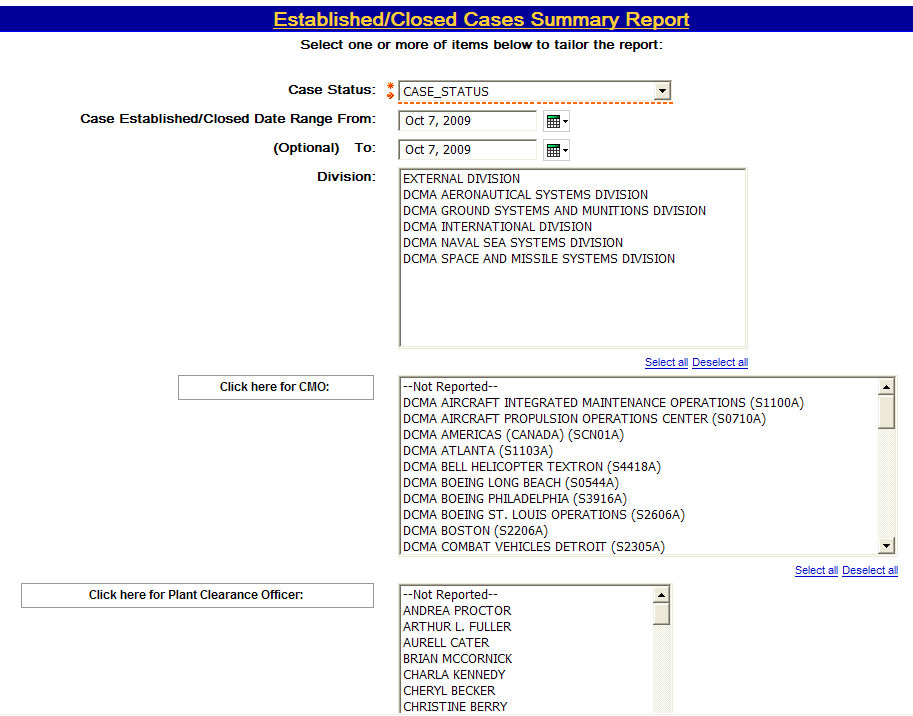 Established/Closed Cases Summary Report
Select one or more of items below to tailor the report:
Case Status: CASE_STATUS
Case Established/Closed Date Range From: Oct 7, 2009
(Optional) To: Oct 7, 2009
Division:
EXTERNAL DIVISION
DCMA AERONAUTICAL SYSTEMS DIVISION
DCMA GROUND SYSTEMS AND MUNITIONS DIVISION
DCMA INTERNATIONAL DIVISION
DCMA NAVAL SEA SYSTEMS DIVISION
DCMA SPACE AND MISSILE SYSTEMS DIVISION
Select all Deselect all
Click here for CMO:
--Not Reported--
DCMA AIRCRAFT INTEGRATED MAINTENANCE OPERATIONS (S1100A)
DCMA AIRCRAFT PROPULSION OPERATIONS CENTER (S0710A)
DCMA AMERICAS (CANADA) (SCN01A)
DCMA ATLANTA (S1103A)
DCMA BELL HELICOPTER TEXTRON (S4418A)
DCMA BOEING LONG BEACH (S0544A)
DCMA BOEING PHILADELPHIA (S3916A)
DCMA BOEING ST. LOUIS OPERATIONS (S2606A)
DCMA BOSTON (S2206A)
DCMA COMBAT VEHICLES DETROIT (S2305A)
Select all Deselect all
Click here for Plant Clearance Officer:
--Not Reported--
ANDREA PROCTOR
ARTHUR L. FULLER
AURELL CATER
BRIAN MCCORNICK
CHARLA KENNEDY
CHERYL BECKER
CHRISTINE BERRY